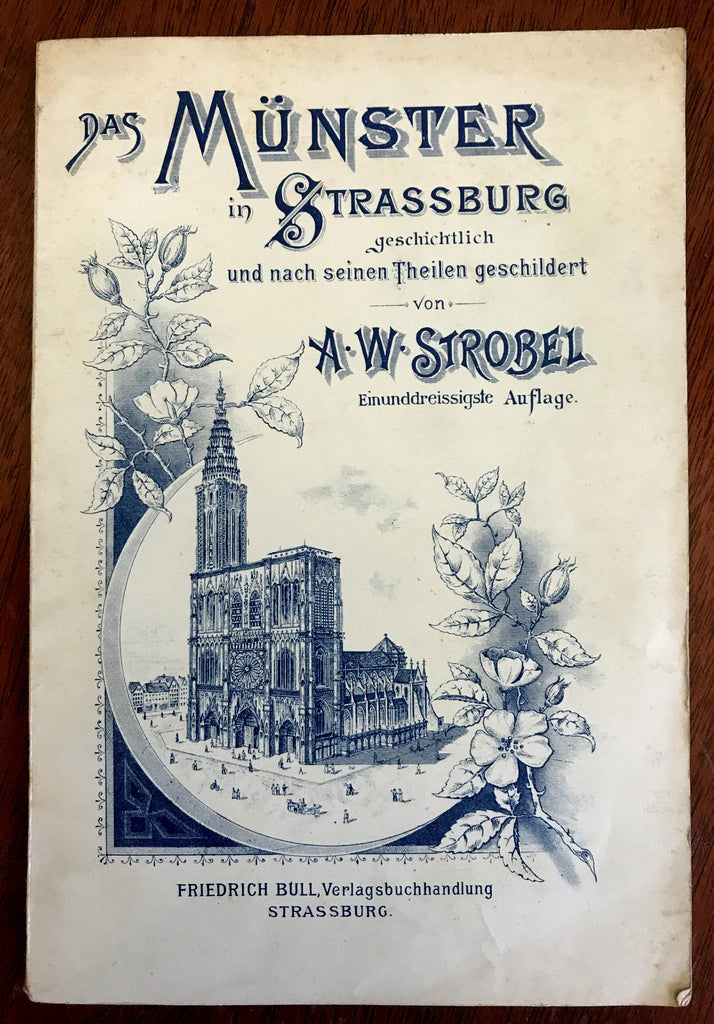 DAS MÜNSTER
in STRASSBURG
geschichtlich
und nach seinen Theilen geschildert
von
A·W·STROBEL
Einunddreissigste Auflage.
FRIEDRICH BULL, Verlagsbuchhandlung
STRASSBURG.